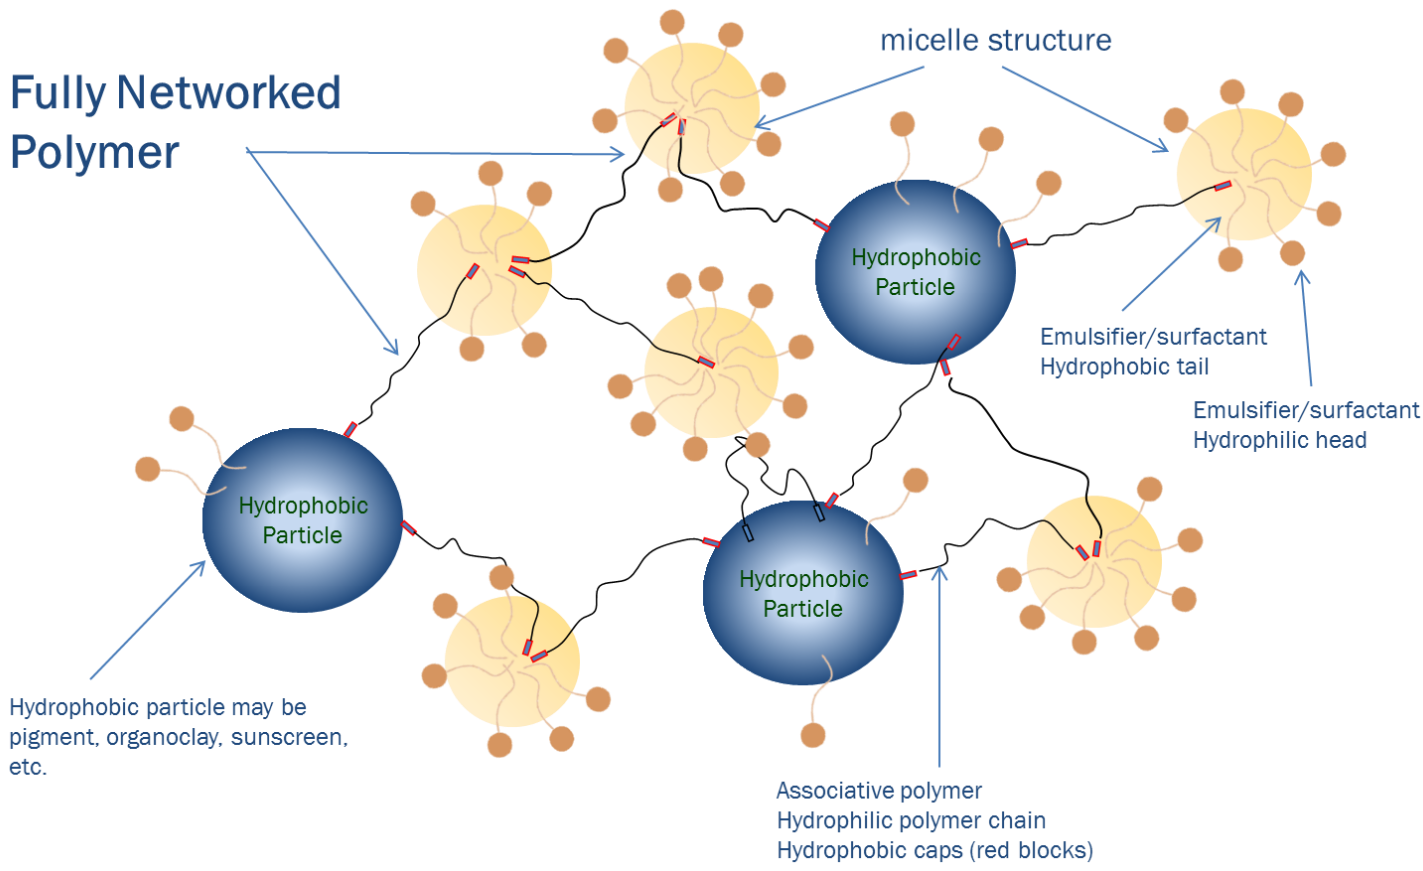 Fully Networked
Polymer
micelle structure
Hydrophobic
Particle
Emulsifier/surfactant
Hydrophobic tail
Emulsifier/surfactant
Hydrophilic head
Hydrophobic
Particle
Hydrophobic
Particle
Hydrophobic particle may be
pigment, organoclay, sunscreen,
etc.
Associative polymer
Hydrophilic polymer chain
Hydrophobic caps (red blocks)